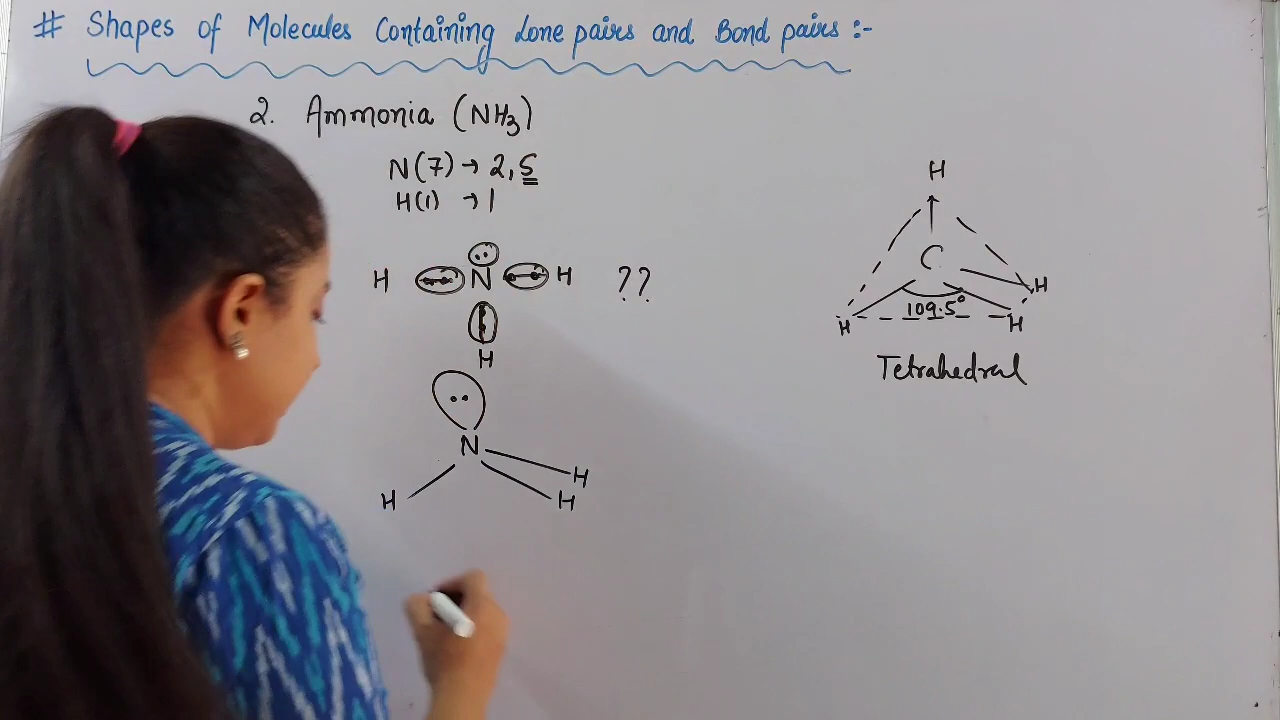 # Shapes of Molecules Containing Lone pairs and Bond pairs :-
2. Ammonia (NH3)
N(7) → 2,5
H(1) → 1
H N H ??
H
N
H H
H
H
C
109.5°
H H H
Tetrahedral